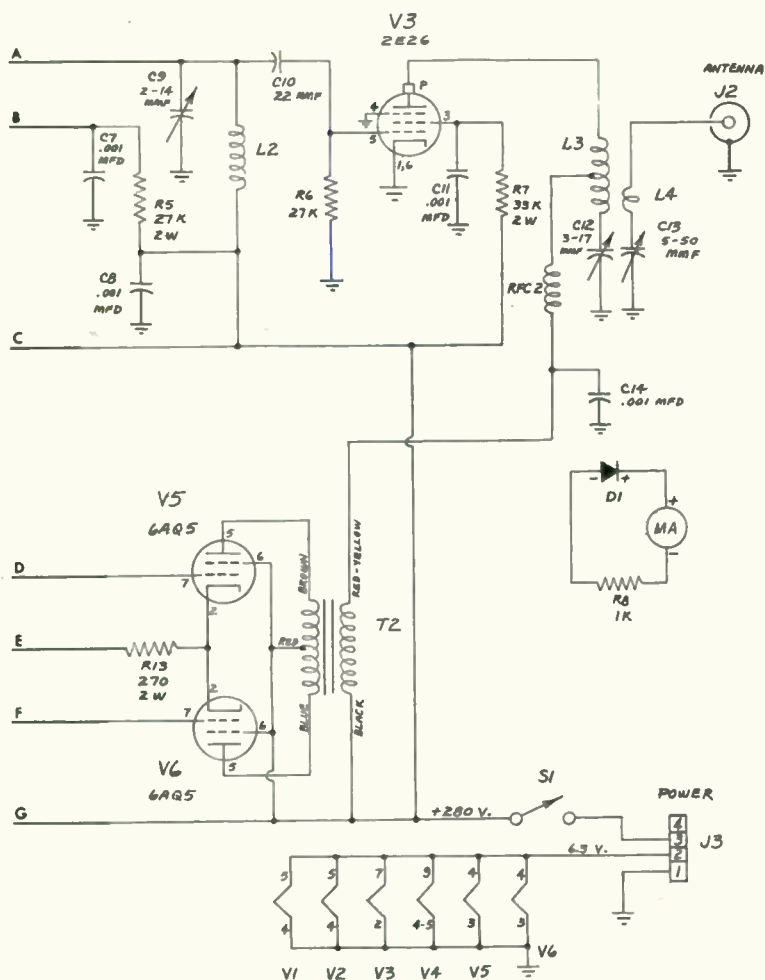 V3
2E26
A
C9
2-14
MMF
C10
22 MMF
P
4
3
5
1,6
ANTENNA
J2
B
C7
.001
MFD
R5
27K
2W
L2
R6
27K
C11
.001
MFD
R7
33K
2W
L3
L4
C12
3-17
MMF
C13
5-50
MMF
C8
.001
MFD
RFC2
C
C14
.001 MFD
V5
6AQ5
5
6
7
2
D
BROWN
RED-YELLOW
- +
D1
+
MA
-
R8
1K
E
R13
270
2W
RED
T2
F
2
7
6
5
BLUE
BLACK
V6
6AQ5
G
+280 V.
S1
POWER
4
3
2
1
J3
6.3 V.
5 5 7 9 4 4
4 4 2 4-5 3 3
V1 V2 V3 V4 V5 V6